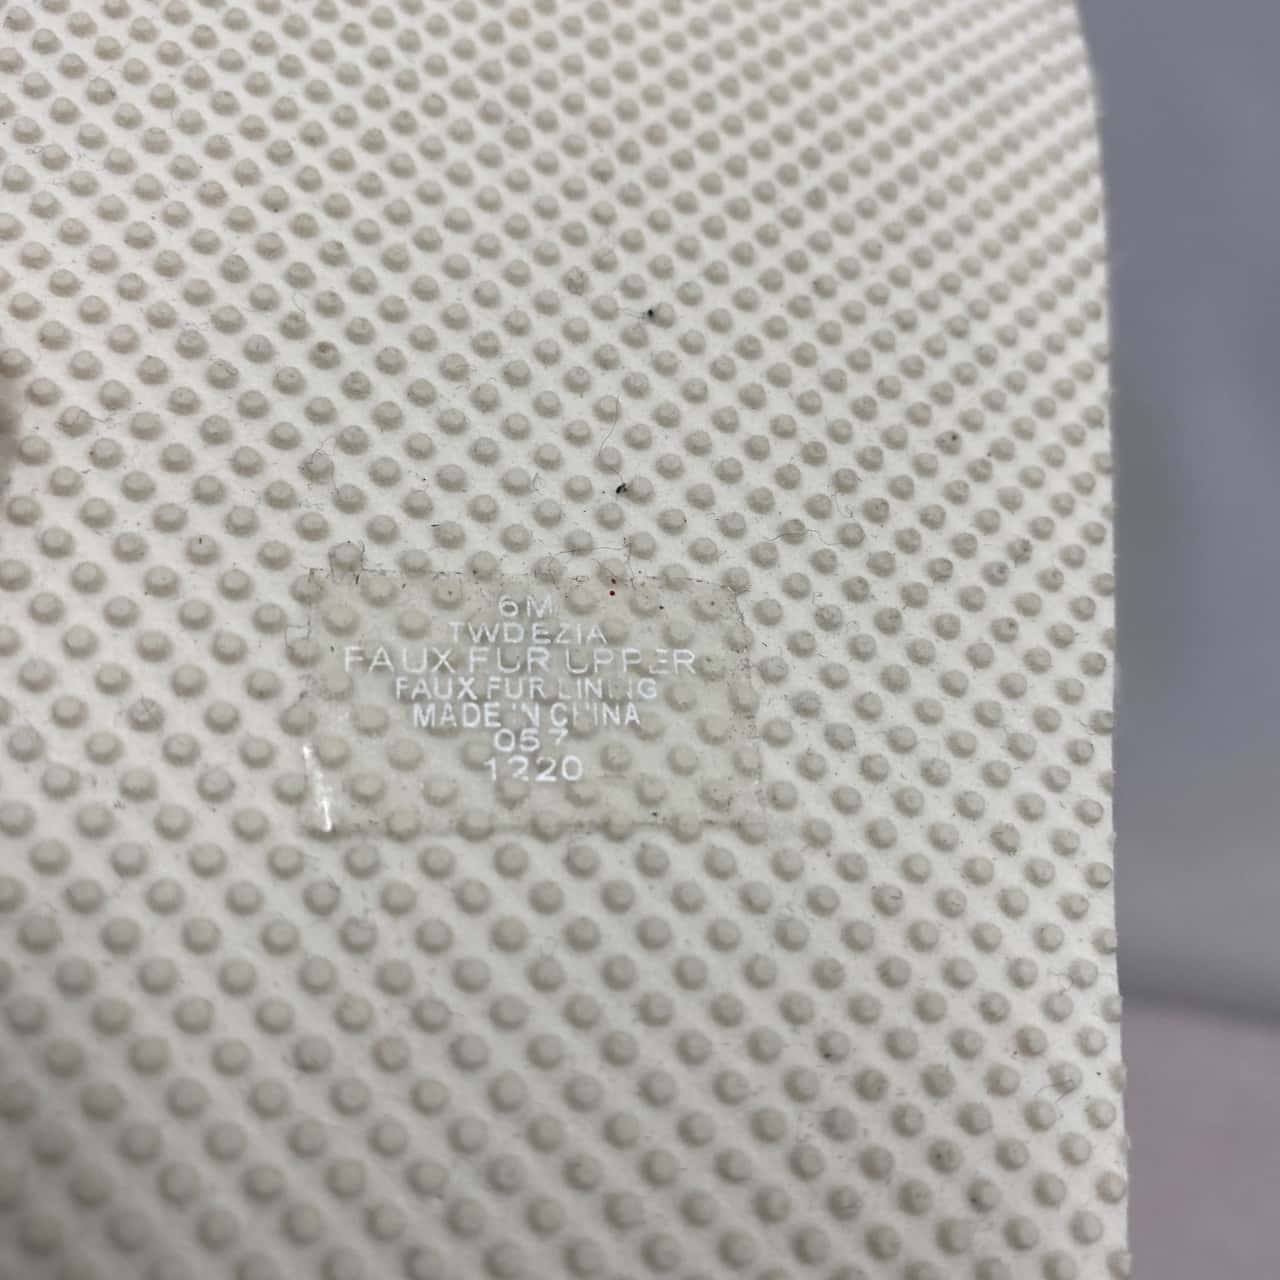 6M
TWDEZIA
FAUX FUR UPPER
FAUX FUR LINING
MADE IN CHINA
057
1220